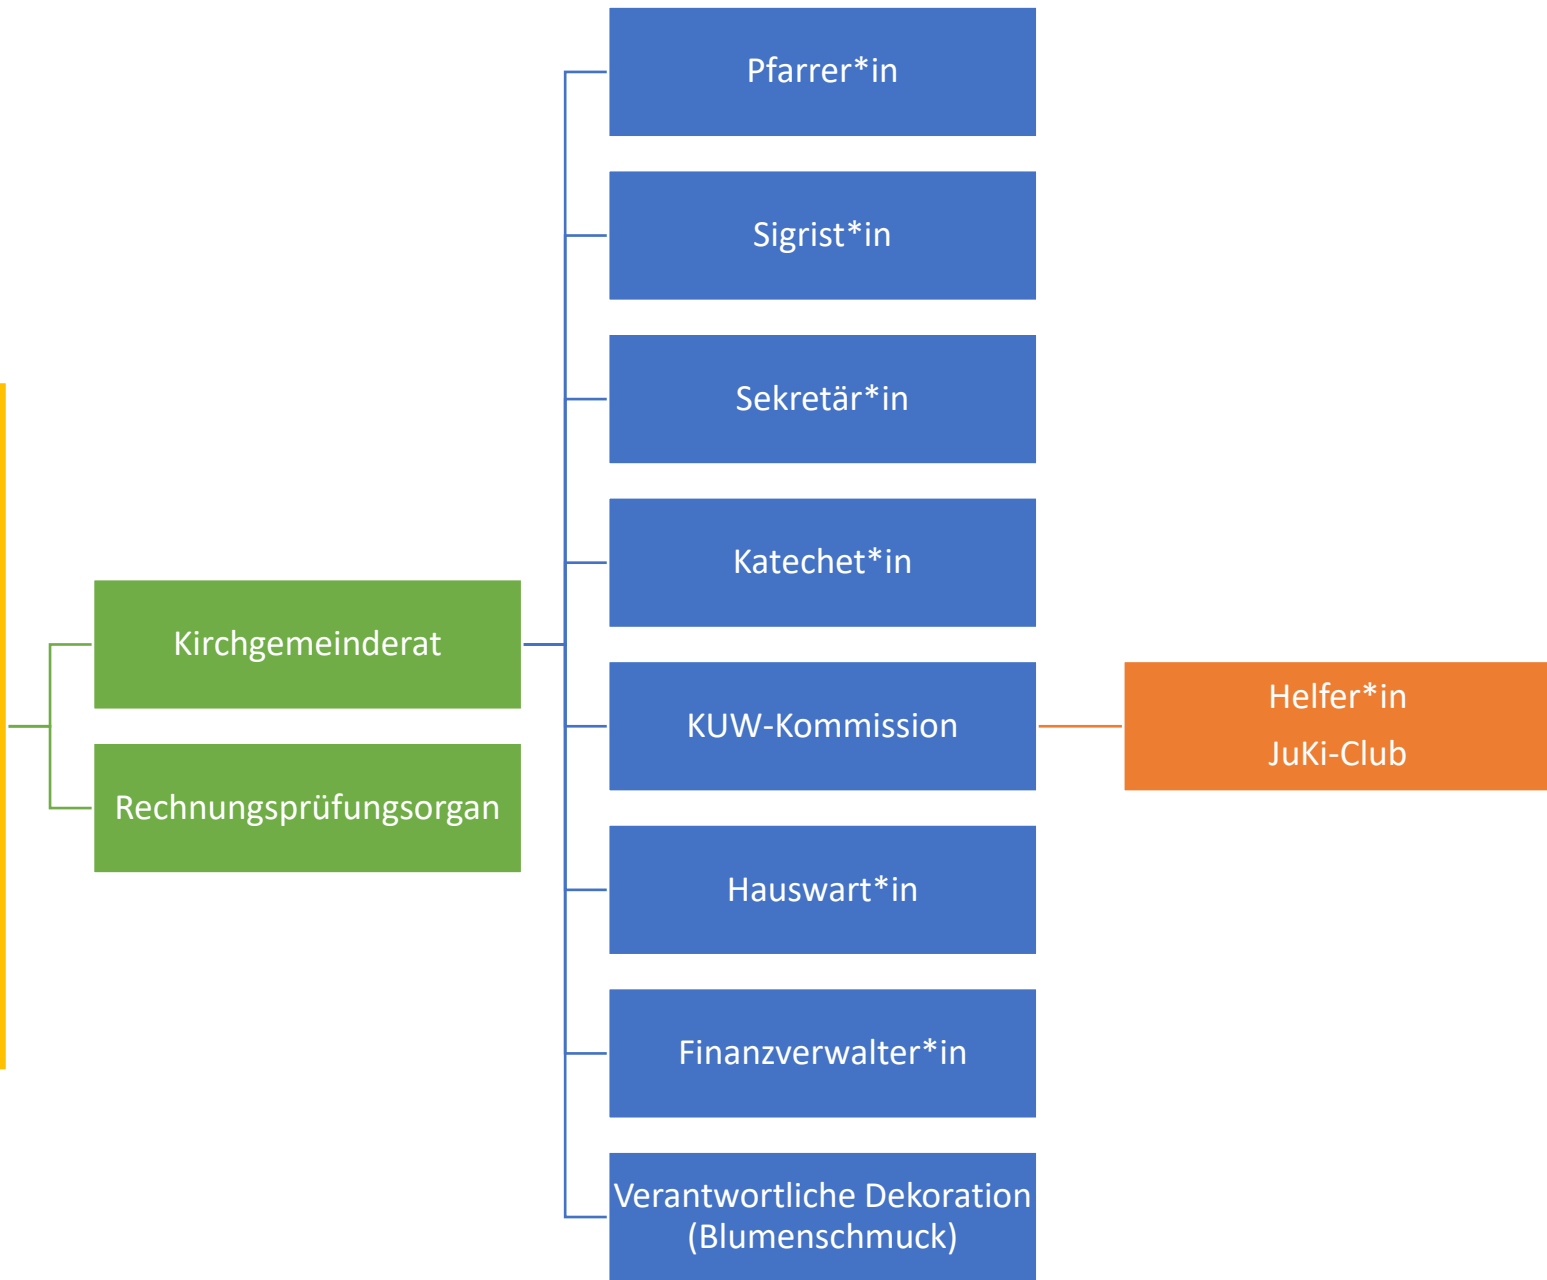 Pfarrer*in
Sigrist*in
Sekretär*in
Katechet*in
Kirchgemeinderat
KUW-Kommission
Helfer*in
JuKi-Club
Rechnungsprüfungsorgan
Hauswart*in
Finanzverwalter*in
Verantwortliche Dekoration
(Blumenschmuck)